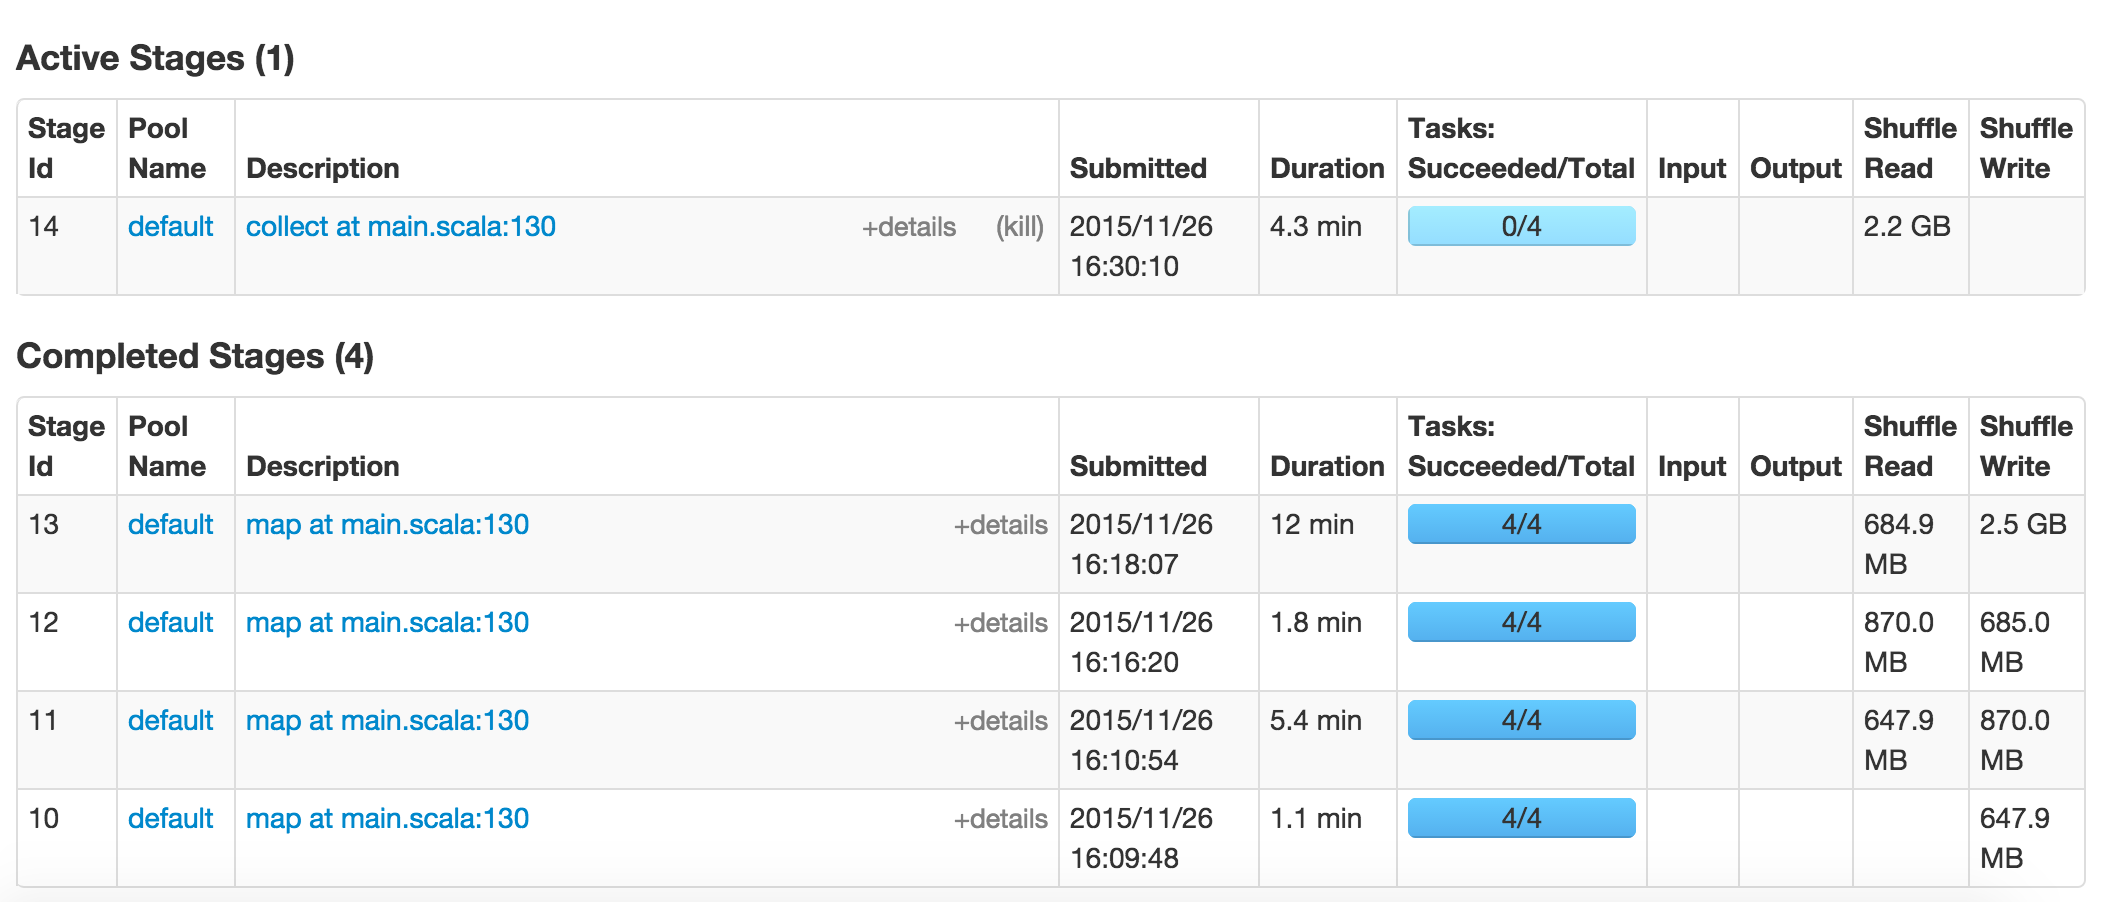 Active Stages (1)
Stage Id Pool Name Description Submitted Duration Tasks: Succeeded/Total Input Output Shuffle Read Shuffle Write
14 default collect at main.scala:130 +details (kill) 2015/11/26 16:30:10 4.3 min 0/4 2.2 GB
Completed Stages (4)
Stage Id Pool Name Description Submitted Duration Tasks: Succeeded/Total Input Output Shuffle Read Shuffle Write
13 default map at main.scala:130 +details 2015/11/26 16:18:07 12 min 4/4 684.9 MB 2.5 GB
12 default map at main.scala:130 +details 2015/11/26 16:16:20 1.8 min 4/4 870.0 MB 685.0 MB
11 default map at main.scala:130 +details 2015/11/26 16:10:54 5.4 min 4/4 647.9 MB 870.0 MB
10 default map at main.scala:130 +details 2015/11/26 16:09:48 1.1 min 4/4 647.9 MB